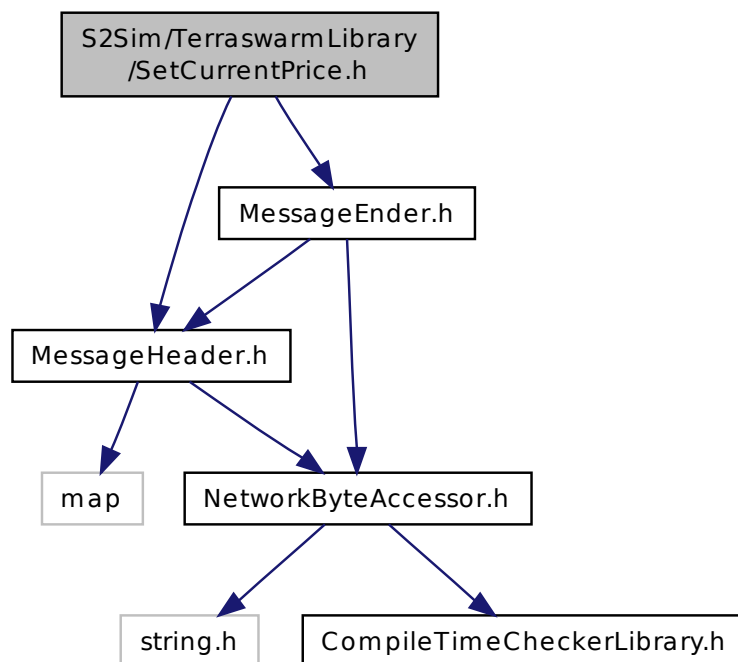 S2Sim/TerraswarmLibrary
/SetCurrentPrice.h
MessageEnder.h
MessageHeader.h
map
NetworkByteAccessor.h
string.h
CompileTimeCheckerLibrary.h